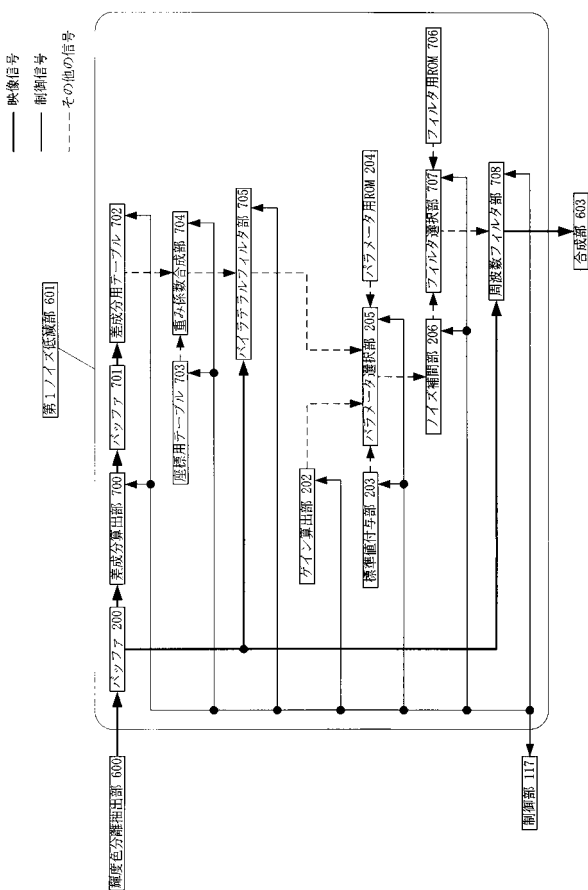 映像信号
制御信号
その他の信号
第1ノイズ低減部 601
輝度色分離抽出部 600
バッファ 200
差成分算出部 700
バッファ 701
差成分用テーブル 702
座標用テーブル 703
重み係数合成部 704
バイラテラルフィルタ部 705
ゲイン算出部 202
標準値付与部 203
パラメータ選択部 205
パラメータ用ROM 204
ノイズ補間部 206
フィルタ選択部 707
フィルタ用ROM 706
周波数フィルタ部 708
制御部 117
合成部 603